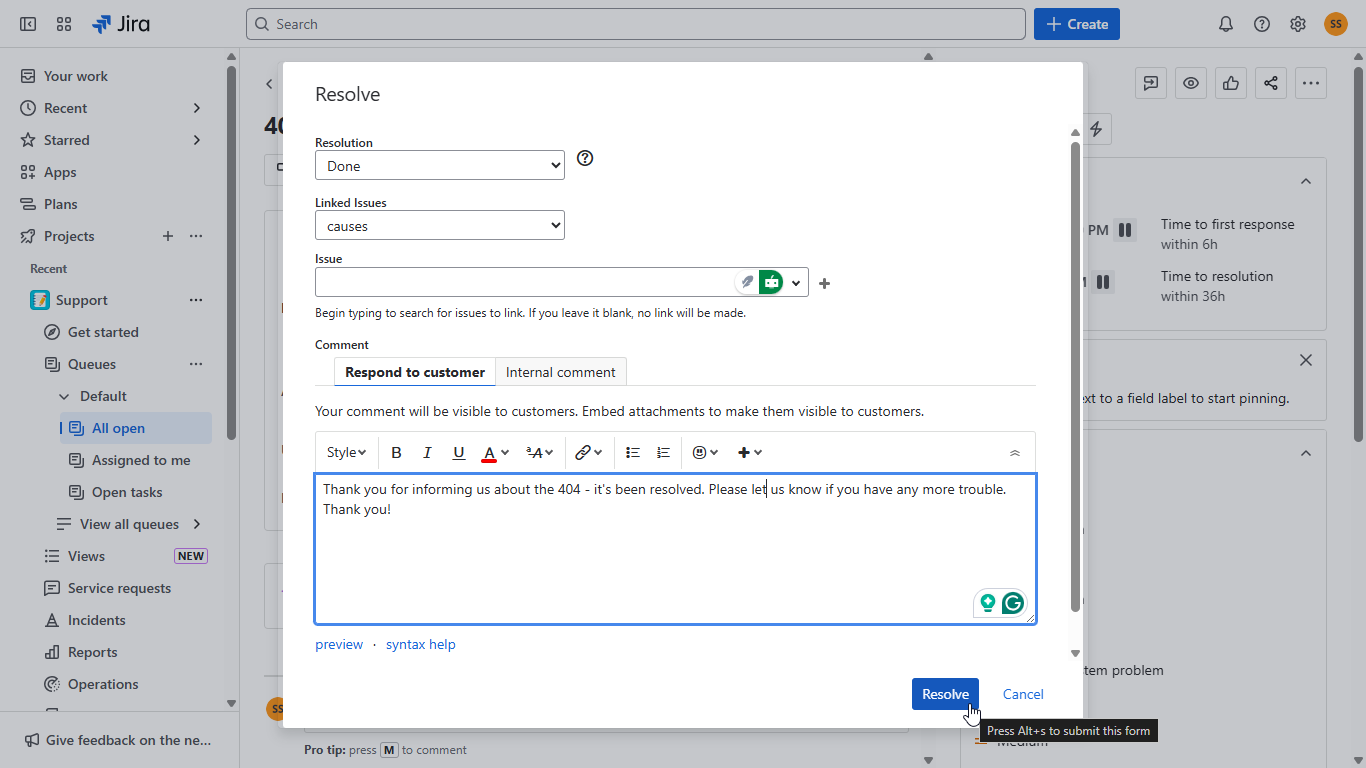 Jira
Search
Create
SS
Your work
Recent
Starred
Apps
Plans
Projects
Recent
Support
Get started
Queues
Default
All open
Assigned to me
Open tasks
View all queues
Views
NEW
Service requests
Incidents
Reports
Operations
Give feedback on the ne...
40
Resolve
Resolution
Done
Linked Issues
causes
Issue
Begin typing to search for issues to link. If you leave it blank, no link will be made.
Comment
Respond to customer
Internal comment
Your comment will be visible to customers. Embed attachments to make them visible to customers.
Style
B I U A ªA
Thank you for informing us about the 404 - it's been resolved. Please let us know if you have any more trouble.
Thank you!
G
preview · syntax help
Resolve
Cancel
Press Alt+s to submit this form
SS
Pro tip: press M to comment
PM
Time to first response
within 6h
Time to resolution
within 36h
ext to a field label to start pinning.
tem problem
Medium